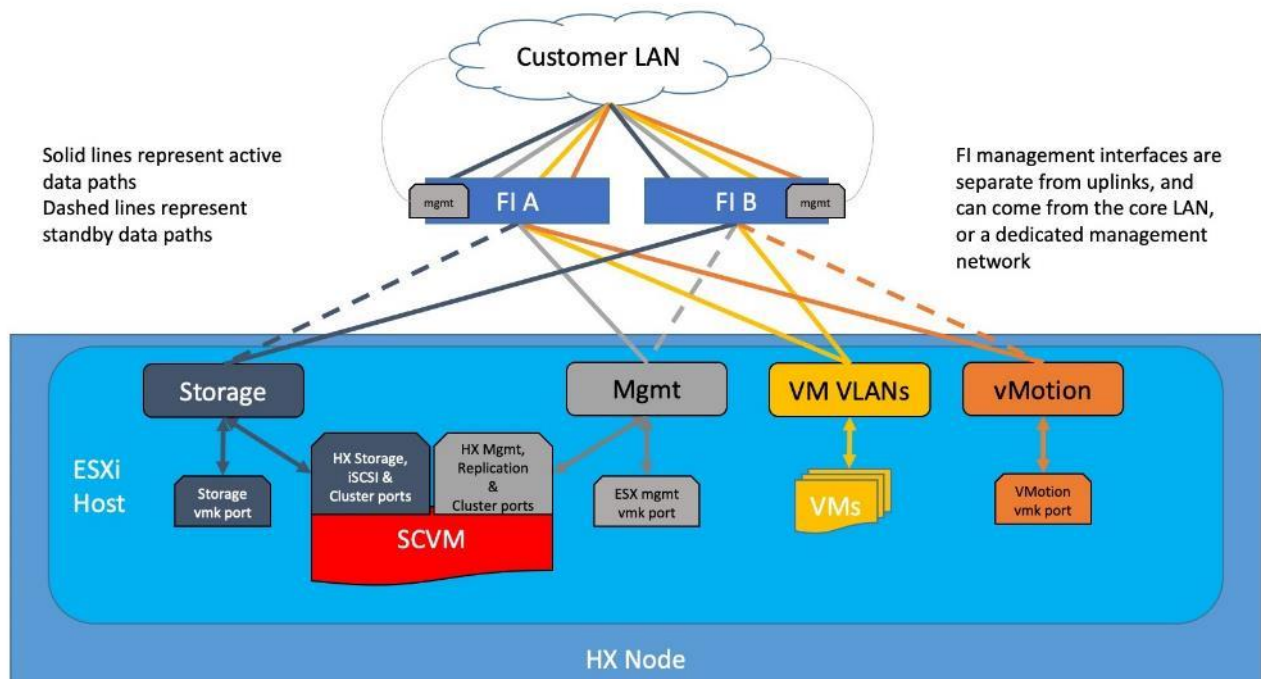 Customer LAN
Solid lines represent active
data paths
Dashed lines represent
standby data paths
FI management interfaces are
separate from uplinks, and
can come from the core LAN,
or a dedicated management
network
mgmt
FI A
FI B
mgmt
Storage
Mgmt
VM VLANs
vMotion
ESXi
Host
Storage
vmk port
HX Storage,
iSCSI &
Cluster ports
HX Mgmt,
Replication
&
Cluster ports
SCVM
ESX mgmt
vmk port
VMs
VMotion
vmk port
HX Node